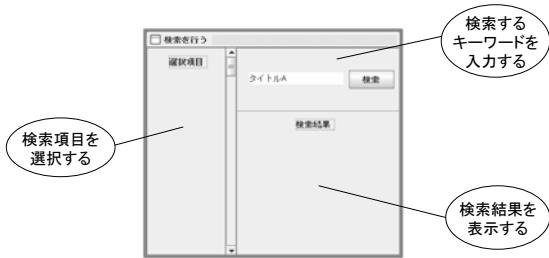 検索する
キーワードを
入力する
検索を行う
選択項目
タイトルA
検索
検索結果
検索項目を
選択する
検索結果を
表示する